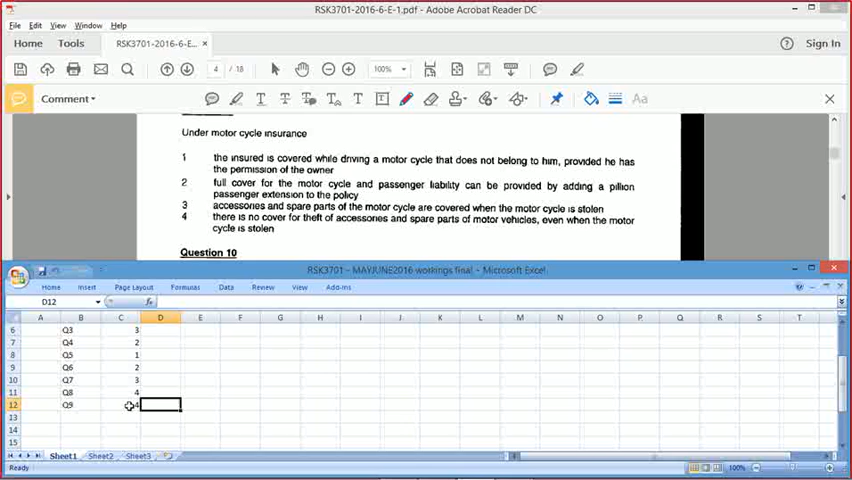 RSK3701-2016-6-E-1.pdf - Adobe Acrobat Reader DC
File Edit View Window Help
Home Tools RSK3701-2016-6-E... × Sign In
4 / 18 100%
Comment
Under motor cycle insurance
1 the insured is covered while driving a motor cycle that does not belong to him, provided he has
the permission of the owner
2 full cover for the motor cycle and passenger liability can be provided by adding a pillion
passenger extension to the policy
3 accessories and spare parts of the motor cycle are covered when the motor cycle is stolen
4 there is no cover for theft of accessories and spare parts of motor vehicles, even when the motor
cycle is stolen
Question 10
RSK3701 - MAYJUNE2016 workings final - Microsoft Excel
Home Insert Page Layout Formulas Data Review View Add-Ins
D12 fx
A B C D E F G H I J K L M N O P Q R S T
6 Q3 3
7 Q4 2
8 Q5 1
9 Q6 2
10 Q7 3
11 Q8 4
12 Q9 4
13
14
15
Sheet1 Sheet2 Sheet3
Ready 100%